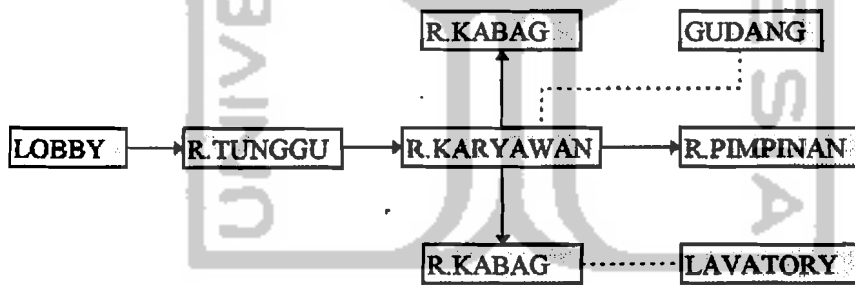 R.KABAG
GUDANG
LOBBY
R.TUNGGU
R.KARYAWAN
R.PIMPINAN
R.KABAG
LAVATORY